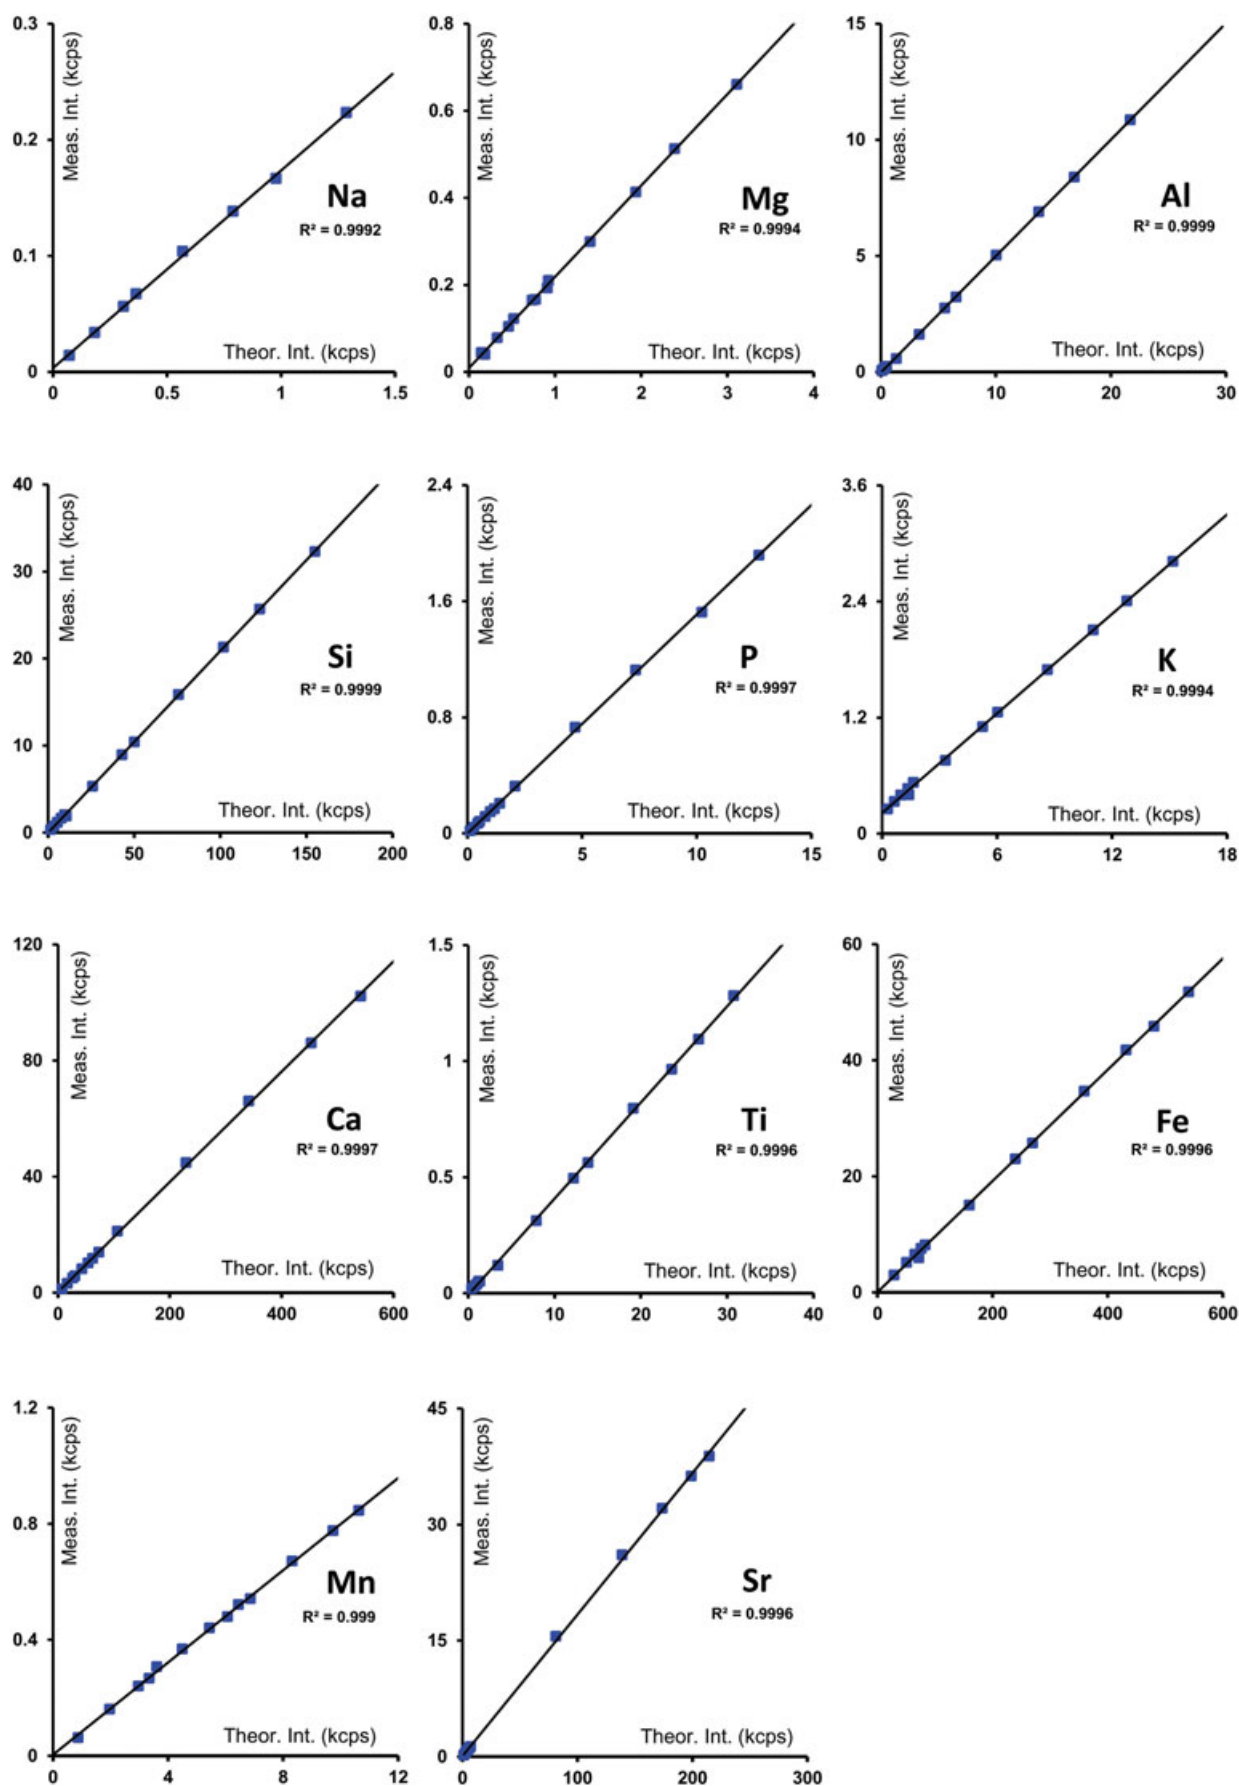 0.3
0.2
0.1
0
Meas. Int. (kcps)
Na
R² = 0.9992
Theor. Int. (kcps)
0 0.5 1 1.5
0.8
0.6
0.4
0.2
0
Meas. Int. (kcps)
Mg
R² = 0.9994
Theor. Int. (kcps)
0 1 2 3 4
15
10
5
0
Meas. Int. (kcps)
Al
R² = 0.9999
Theor. Int. (kcps)
0 10 20 30
40
30
20
10
0
Meas. Int. (kcps)
Si
R² = 0.9999
Theor. Int. (kcps)
0 50 100 150 200
2.4
1.6
0.8
0
Meas. Int. (kcps)
P
R² = 0.9997
Theor. Int. (kcps)
0 5 10 15
3.6
2.4
1.2
0
Meas. Int. (kcps)
K
R² = 0.9994
Theor. Int. (kcps)
0 6 12 18
120
80
40
0
Meas. Int. (kcps)
Ca
R² = 0.9997
Theor. Int. (kcps)
0 200 400 600
1.5
1
0.5
0
Meas. Int. (kcps)
Ti
R² = 0.9996
Theor. Int. (kcps)
0 10 20 30 40
60
40
20
0
Meas. Int. (kcps)
Fe
R² = 0.9996
Theor. Int. (kcps)
0 200 400 600
1.2
0.8
0.4
0
Meas. Int. (kcps)
Mn
R² = 0.999
Theor. Int. (kcps)
0 4 8 12
45
30
15
0
Meas. Int. (kcps)
Sr
R² = 0.9996
Theor. Int. (kcps)
0 100 200 300